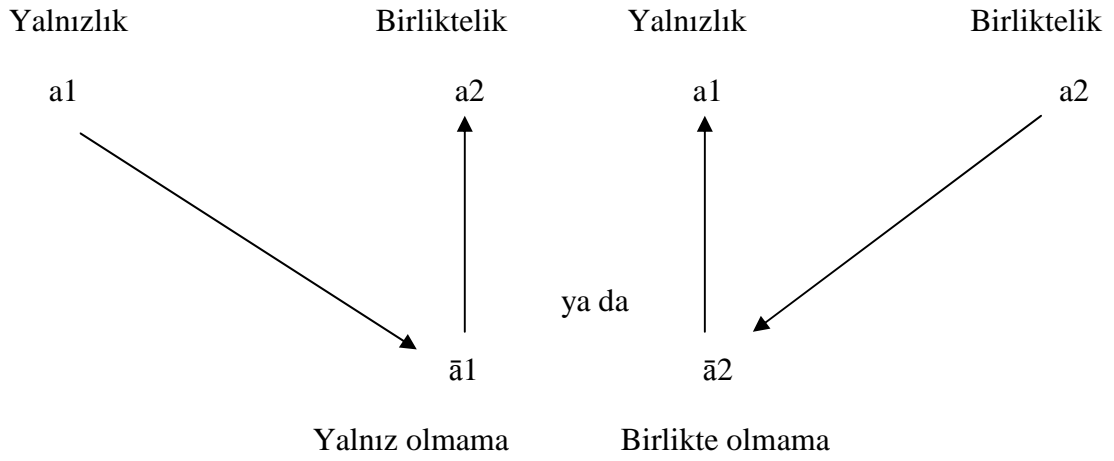 Yalnızlık Birliktelik Yalnızlık Birliktelik
a1 a2 a1 a2
ya da
ā1 ā2
Yalnız olmama Birlikte olmama